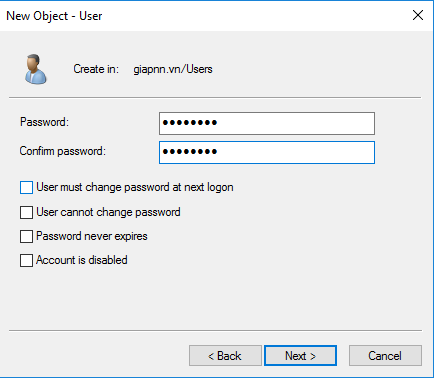 New Object - User
Create in: giapnn.vn/Users
Password: ●●●●●●●●
Confirm password: ●●●●●●●●
User must change password at next logon
User cannot change password
Password never expires
Account is disabled
< Back Next > Cancel